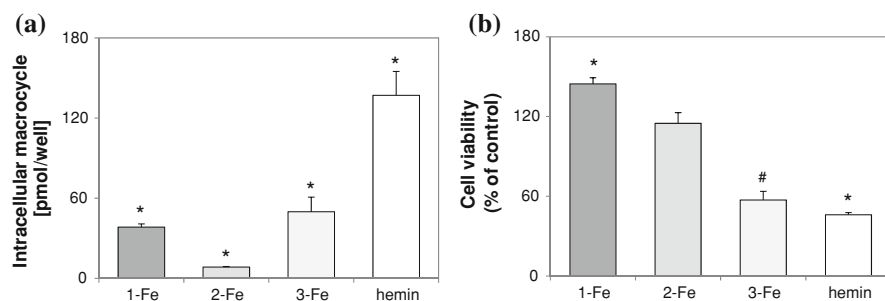 (a)
Intracellular macrocycle
[pmol/well]
180
120
60
0
*
*
*
*
1-Fe 2-Fe 3-Fe hemin
(b)
Cell viability
(% of control)
180
120
60
0
*
#
*
1-Fe 2-Fe 3-Fe hemin